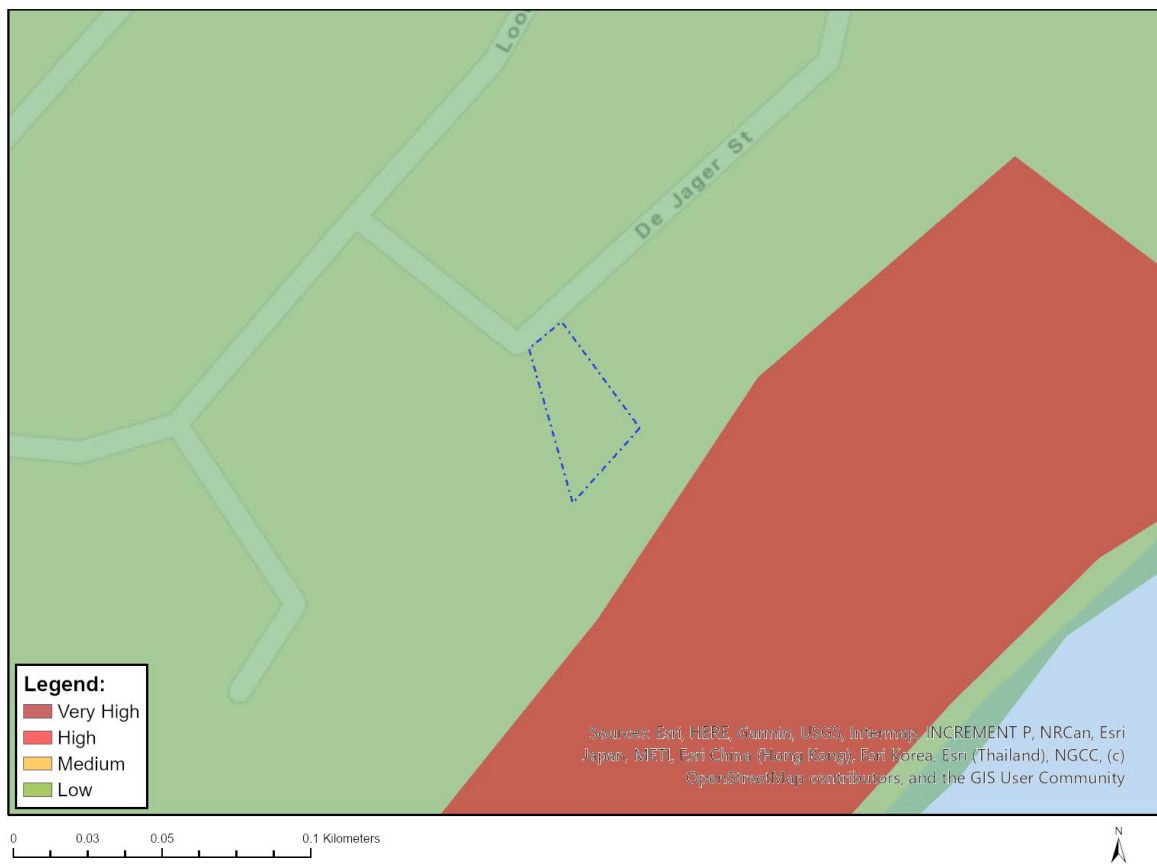 Loo
De Jager St
Legend:
Very High
High
Medium
Low
Sources: Esri, HERE, Garmin, USGS, Intermap, INCREMENT P, NRCan, Esri
Japan, METI, Esri China (Hong Kong), Esri Korea, Esri (Thailand), NGCC, (c)
OpenStreetMap contributors, and the GIS User Community
0 0.03 0.05 0.1 Kilometers
N